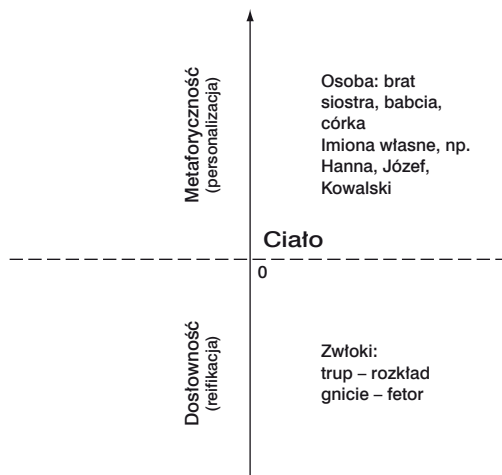 Metaforyczność
(personalizacja)
Osoba: brat
siostra, babcia,
córka
Imiona własne, np.
Hanna, Józef,
Kowalski
Ciało
0
Dosłowność
(reifikacja)
Zwłoki:
trup – rozkład
gnicie – fetor